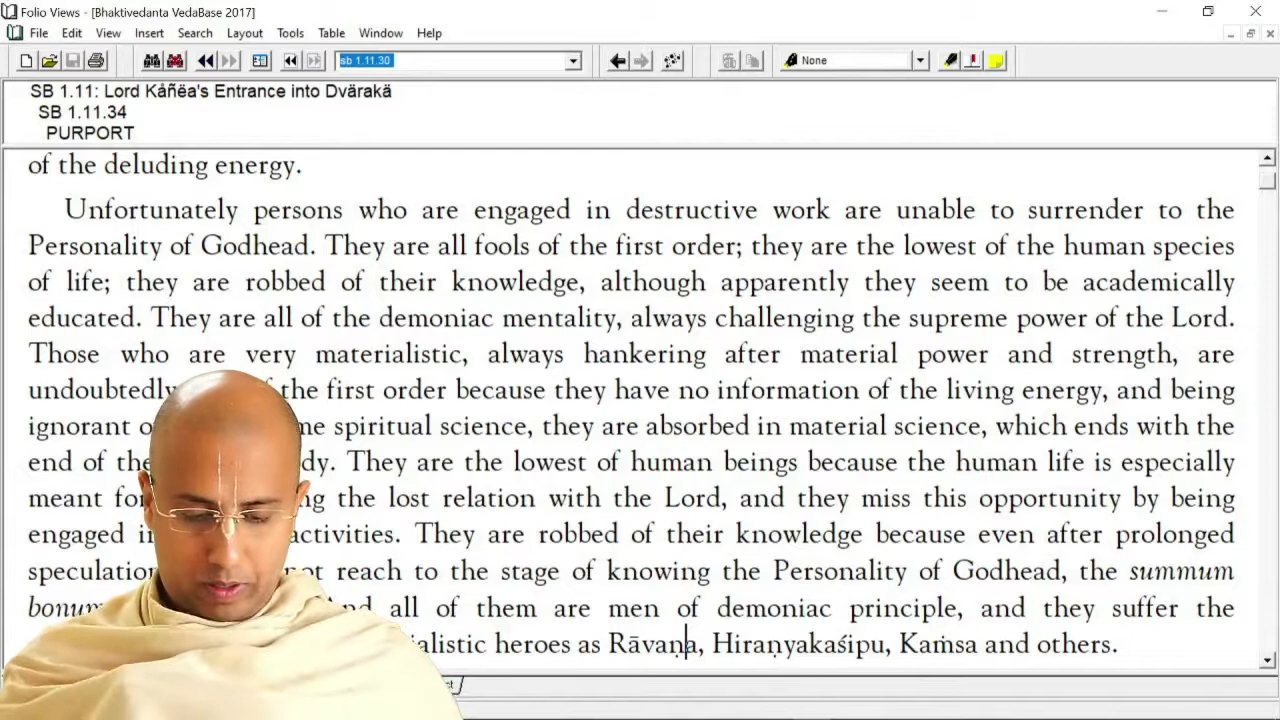 Folio Views - [Bhaktivedanta VedaBase 2017]
File Edit View Insert Search Layout Tools Table Window Help
sb 1.11.30 None
SB 1.11: Lord Kåñëa's Entrance into Dvärakä
SB 1.11.34
PURPORT
of the deluding energy.
Unfortunately persons who are engaged in destructive work are unable to surrender to the
Personality of Godhead. They are all fools of the first order; they are the lowest of the human species
of life; they are robbed of their knowledge, although apparently they seem to be academically
educated. They are all of the demoniac mentality, always challenging the supreme power of the Lord.
Those who are very materialistic, always hankering after material power and strength, are
undoubtedly the first order because they have no information of the living energy, and being
ignorant spiritual science, they are absorbed in material science, which ends with the
end of the They are the lowest of human beings because the human life is especially
meant for the lost relation with the Lord, and they miss this opportunity by being
engaged activities. They are robbed of their knowledge because even after prolonged
speculation reach to the stage of knowing the Personality of Godhead, the summum
bonum all of them are men of demoniac principle, and they suffer the
heroes as Rāvaṇa, Hiraṇyakaśipu, Kaṁsa and others.